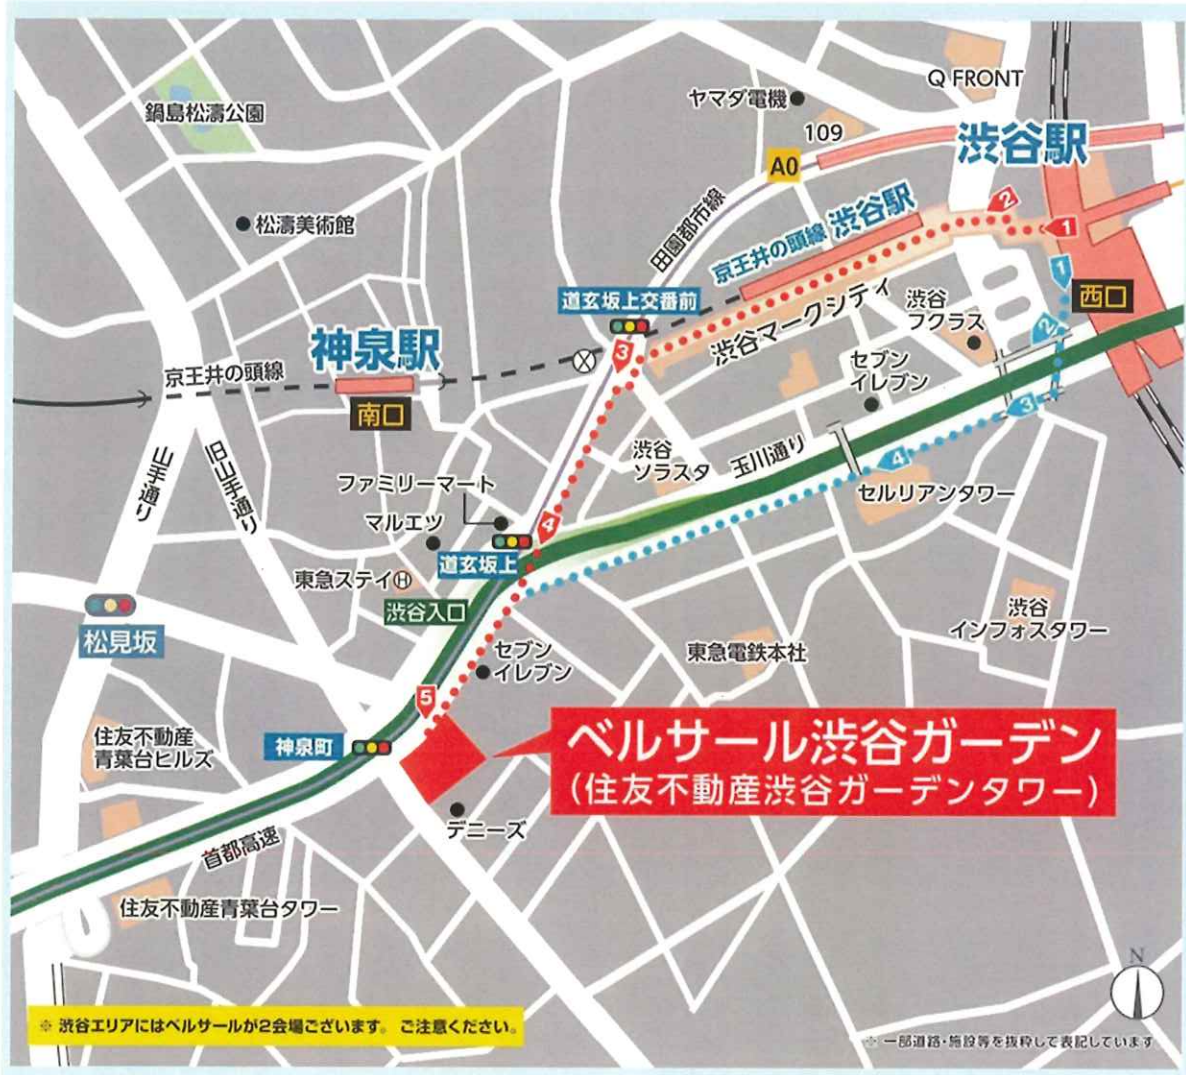 Q FRONT
ヤマダ電機
109
渋谷駅
鍋島松濤公園
A0
2
1
松濤美術館
田園都市線
京王井の頭線 渋谷駅
1
西口
道玄坂上交番前
渋谷マークシティ
渋谷
フクラス
2
神泉駅
3
セブン
イレブン
京王井の頭線
南口
3
山手通り
旧山手通り
渋谷
ソラスタ
玉川通り
4
セルリアンタワー
ファミリーマート
マルエツ
4
道玄坂上
東急ステイH
渋谷入口
渋谷
インフォスタワー
松見坂
セブン
イレブン
東急電鉄本社
5
住友不動産
青葉台ヒルズ
神泉町
ベルサール渋谷ガーデン
(住友不動産渋谷ガーデンタワー)
デニーズ
首都高速
住友不動産青葉台タワー
N
※ 渋谷エリアにはベルサールが2会場ございます。 ご注意ください。
※ 一部道路・施設等を抜粋して表記しています